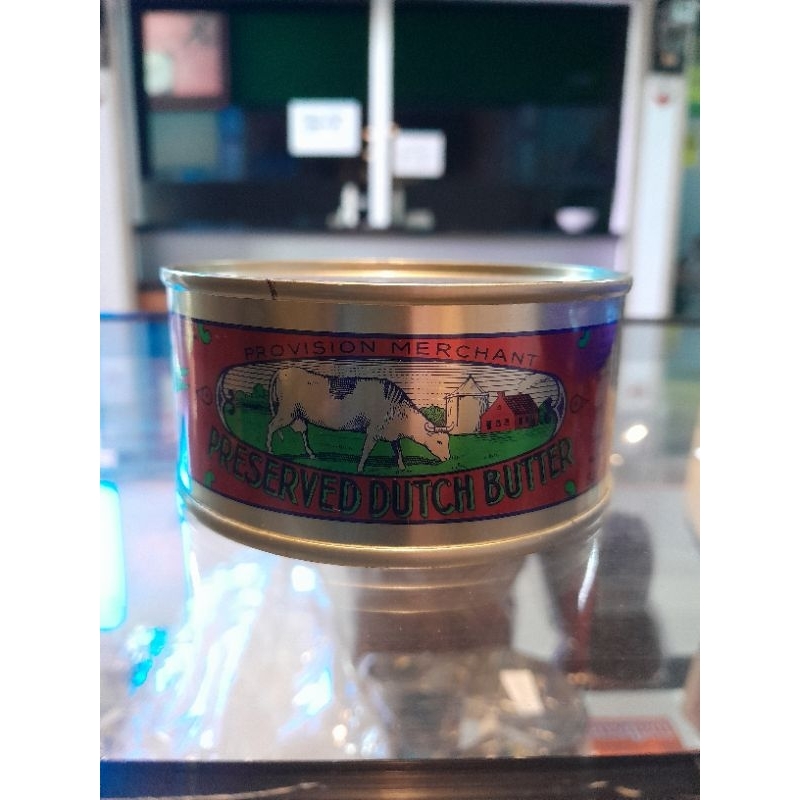 PROVISION MERCHANT
PRESERVED DUTCH BUTTER